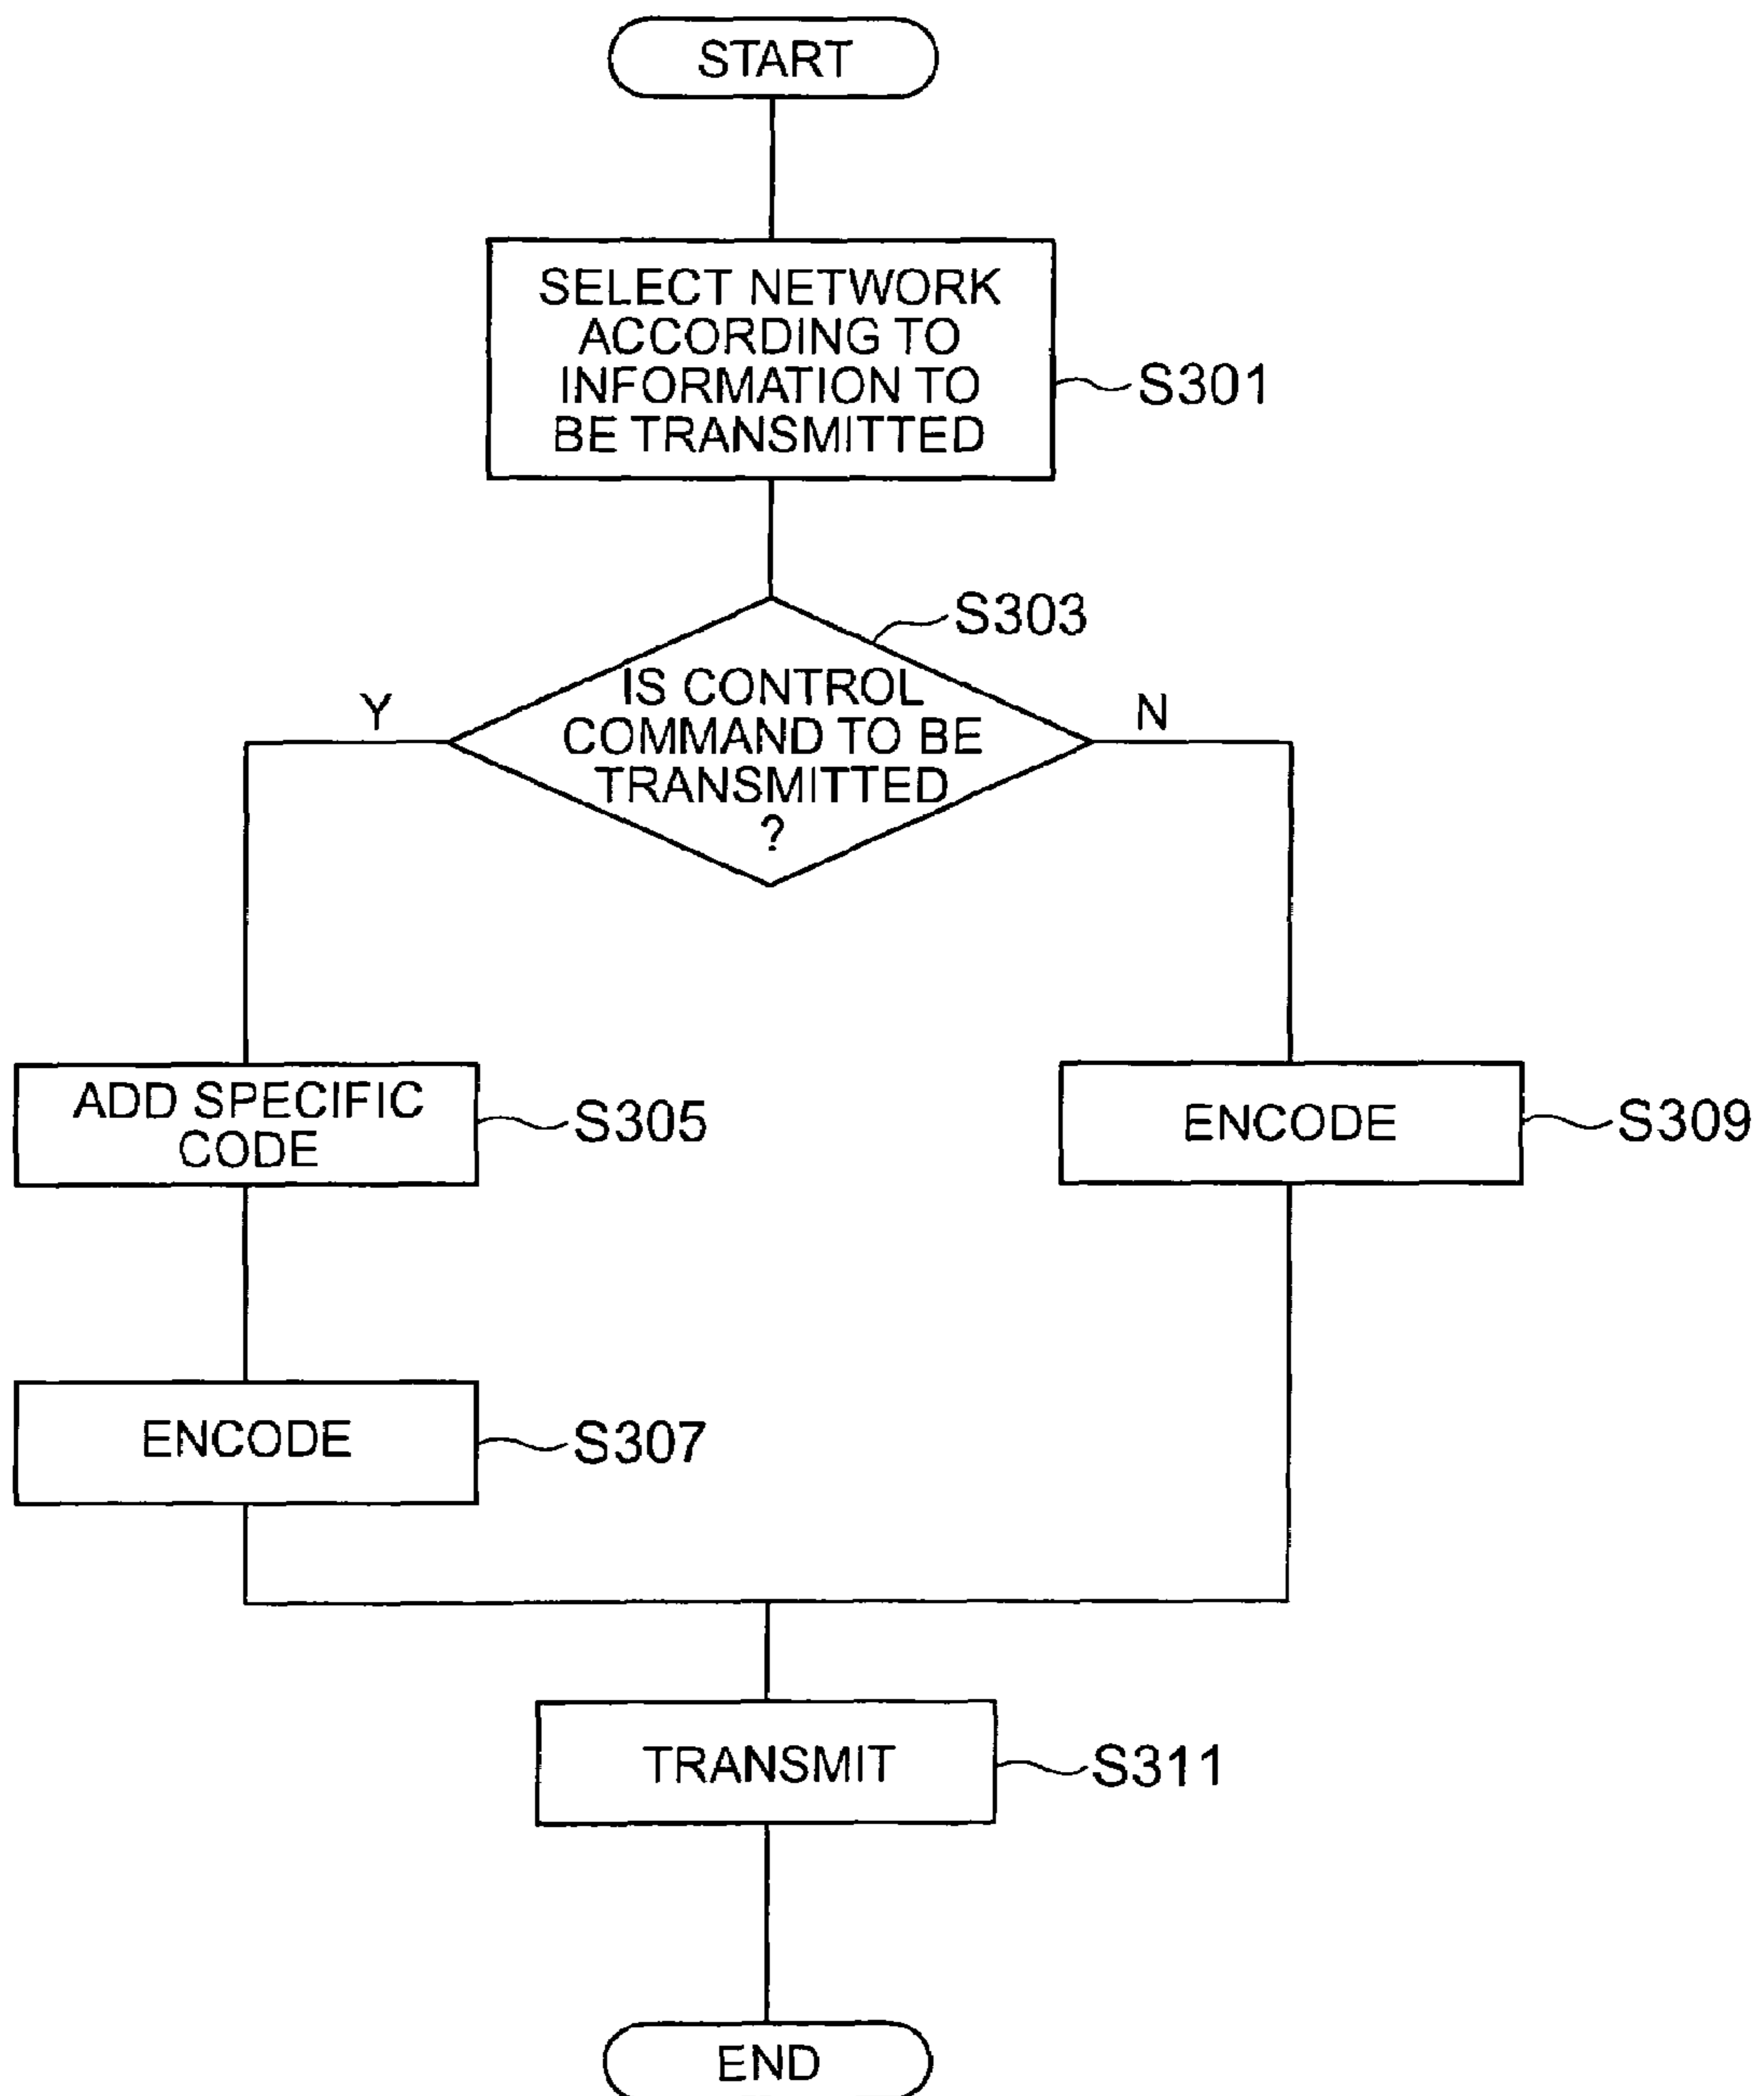 START
SELECT NETWORK
ACCORDING TO
INFORMATION TO
BE TRANSMITTED
S301
S303
IS CONTROL
COMMAND TO BE
TRANSMITTED
?
Y
N
ADD SPECIFIC
CODE
S305
ENCODE
S309
ENCODE
S307
TRANSMIT
S311
END